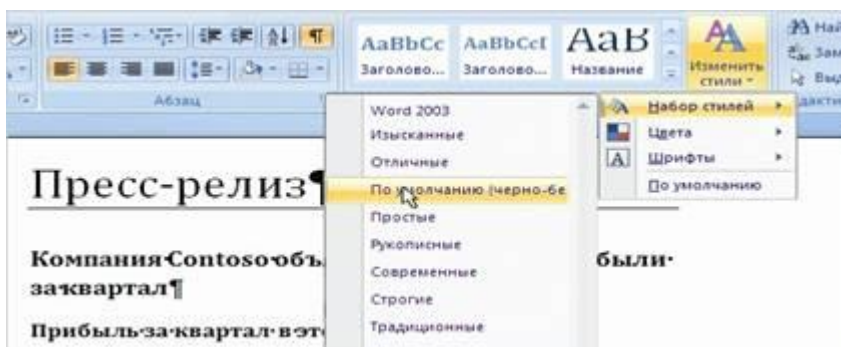 AaBbCc AaBbCcI АаВ
Заголово... Заголово... Название
Изменить
стили
Абзац
Набор стилей
Цвета
Шрифты
По умолчанию
Word 2003
Изысканные
Отличные
По умолчанию (черно-бе
Простые
Рукописные
Современные
Строгие
Традиционные
Пресс-релиз¶
Компания·Contoso·объ были·
за·квартал¶
Прибыль·за·квартал·в·эт